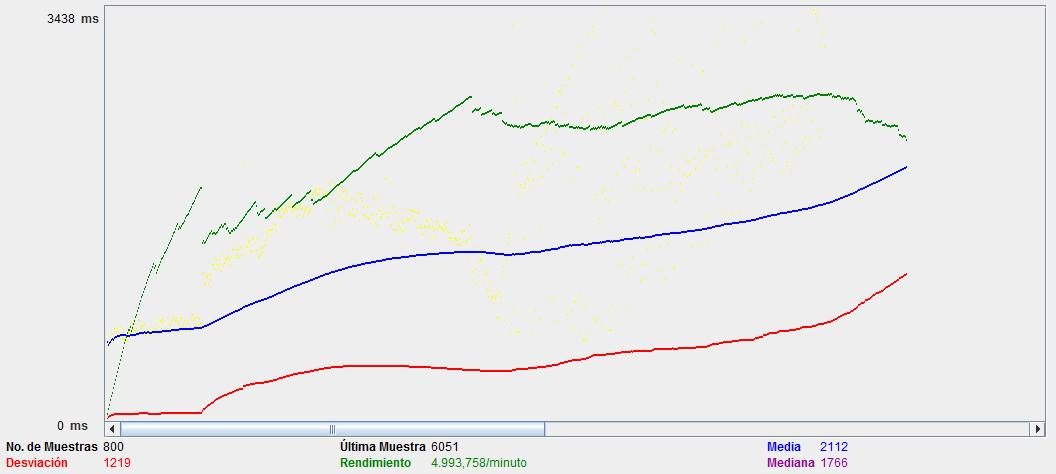 3438 ms
0 ms
No. de Muestras 800 Última Muestra 6051 Media 2112
Desviación 1219 Rendimiento 4.993,758/minuto Mediana 1766